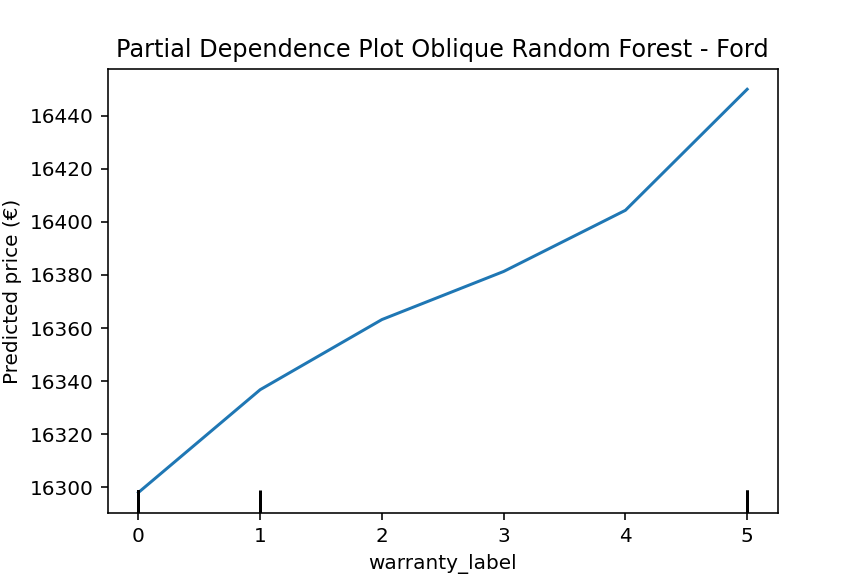 Partial Dependence Plot Oblique Random Forest - Ford
Predicted price (€)
16440
16420
16400
16380
16360
16340
16320
16300
0 1 2 3 4 5
warranty_label